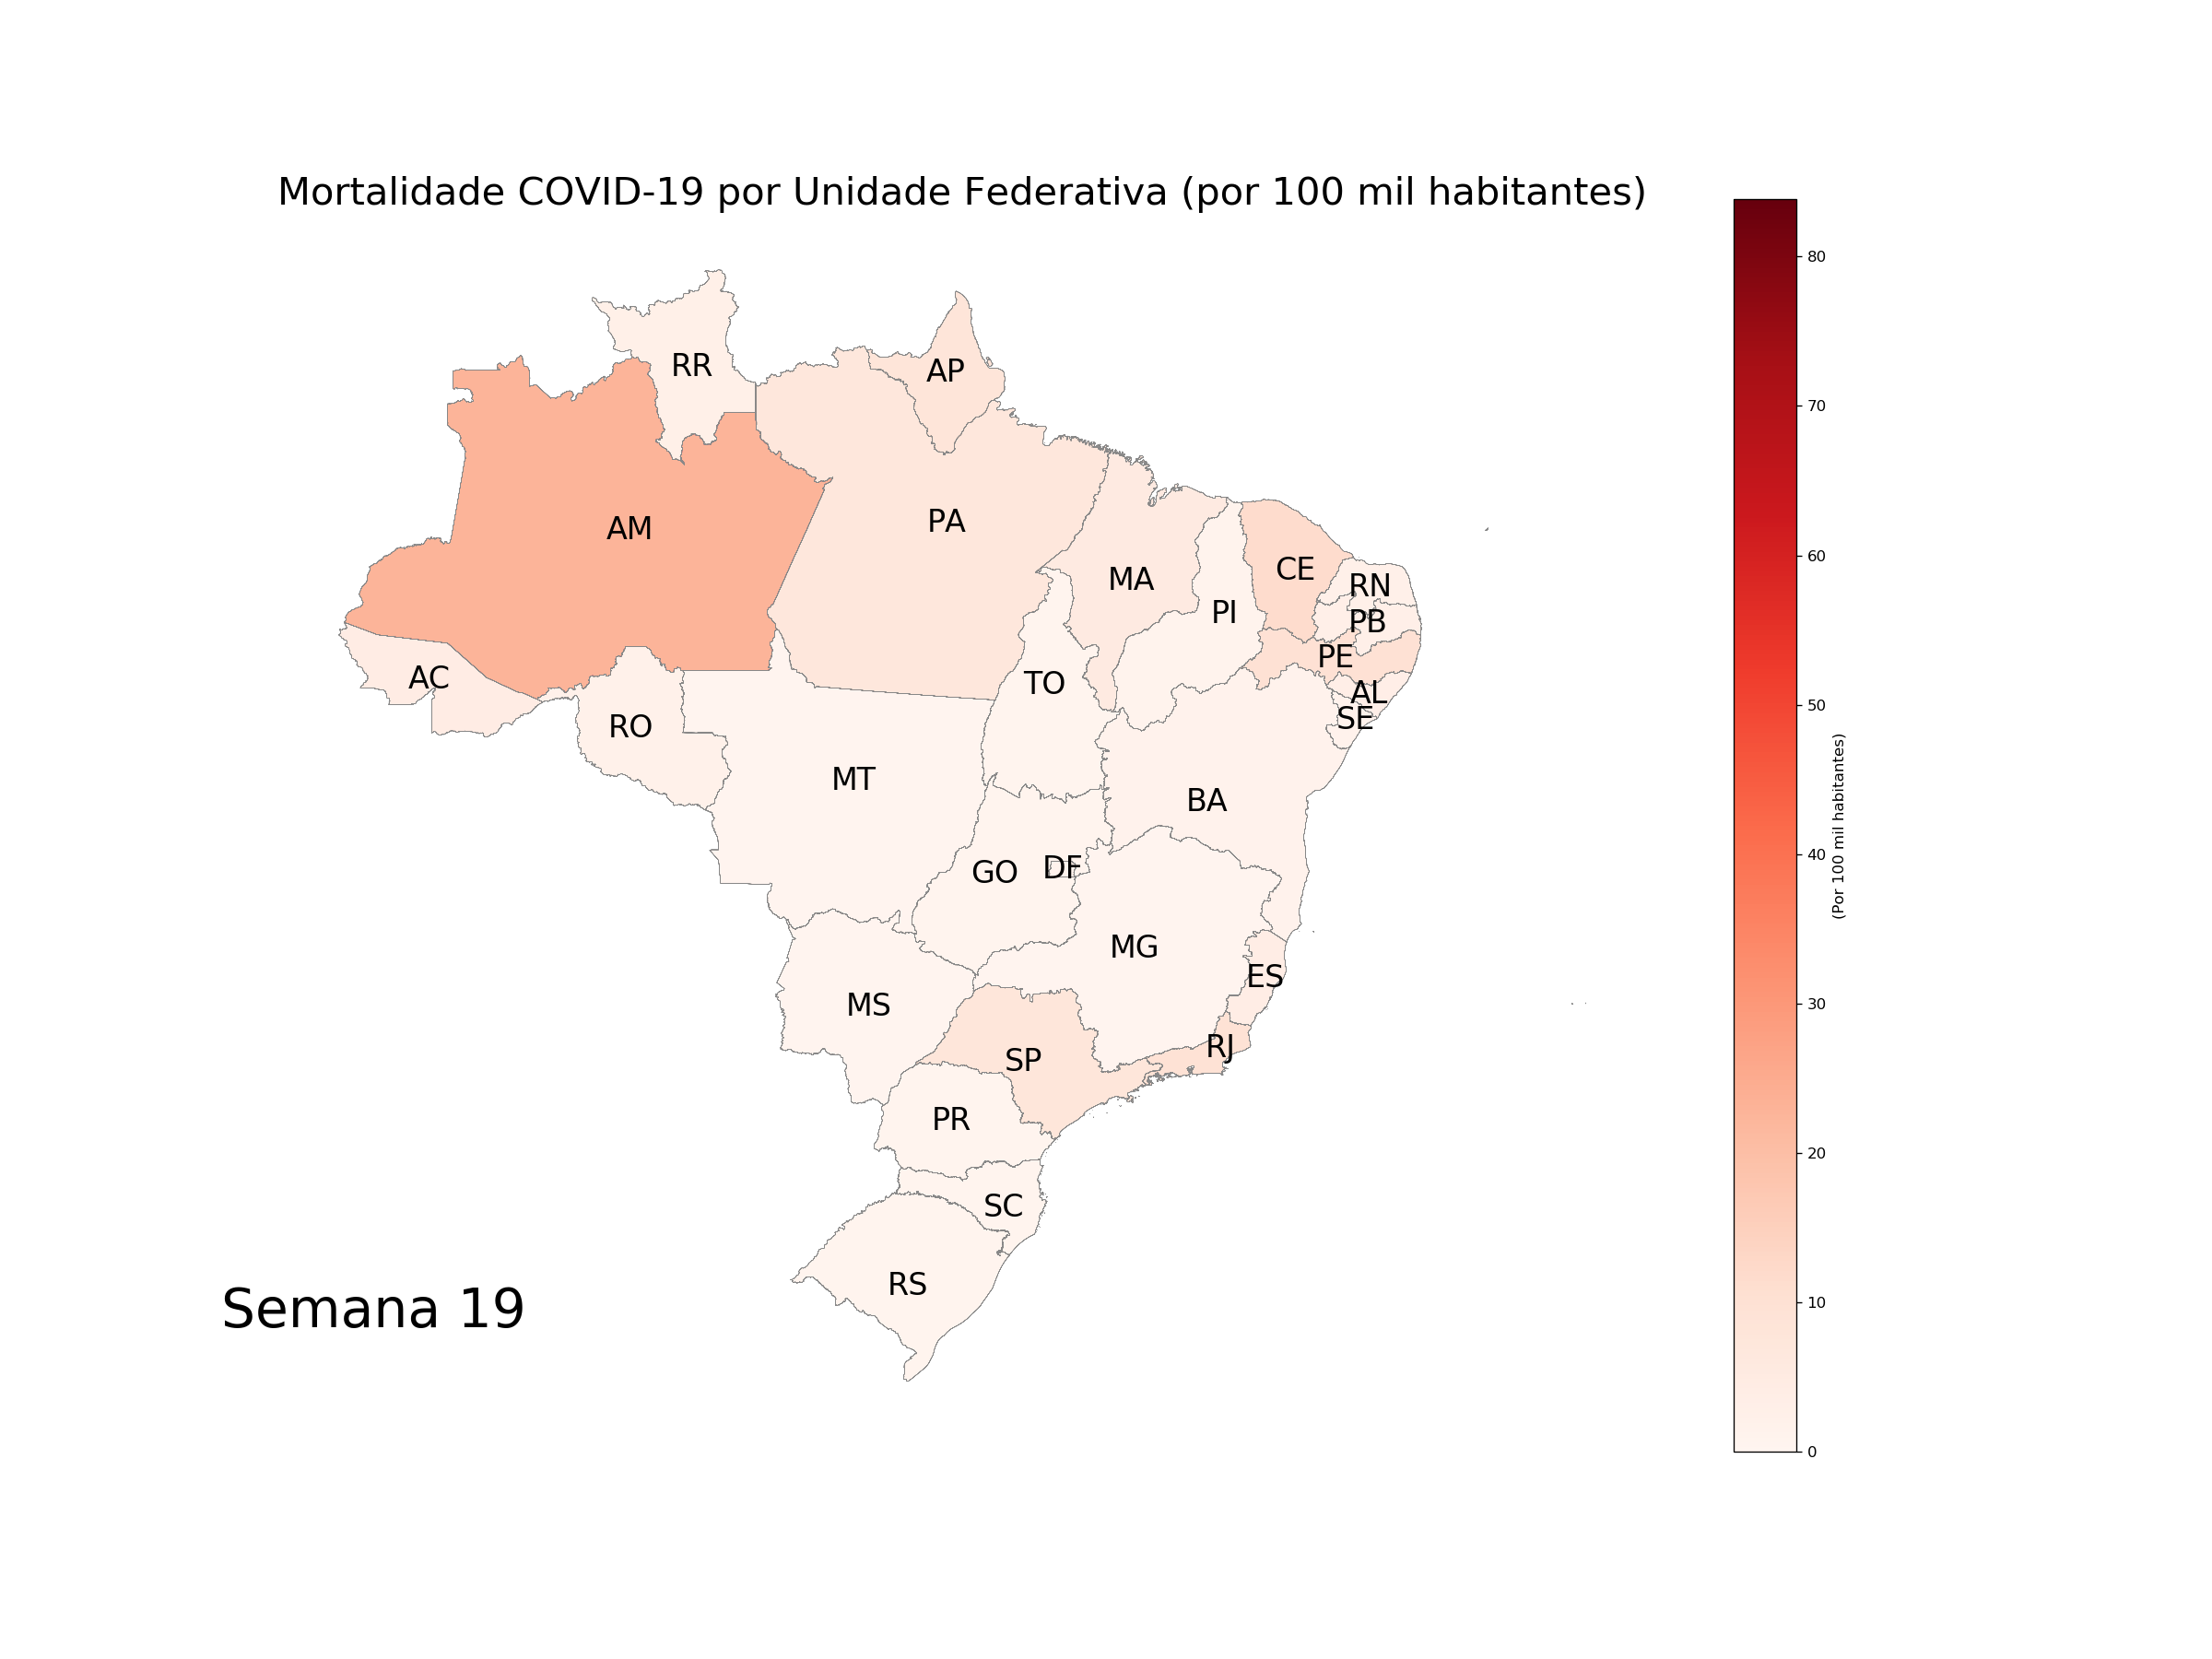 Mortalidade COVID-19 por Unidade Federativa (por 100 mil habitantes)
80
70
60
50
40
30
20
10
0
(Por 100 mil habitantes)
RR
AP
AM
PA
MA
CE
RN
PI
PB
PE
AC
TO
AL
SE
RO
MT
BA
GO
DF
MG
ES
MS
RJ
SP
PR
SC
RS
Semana 19